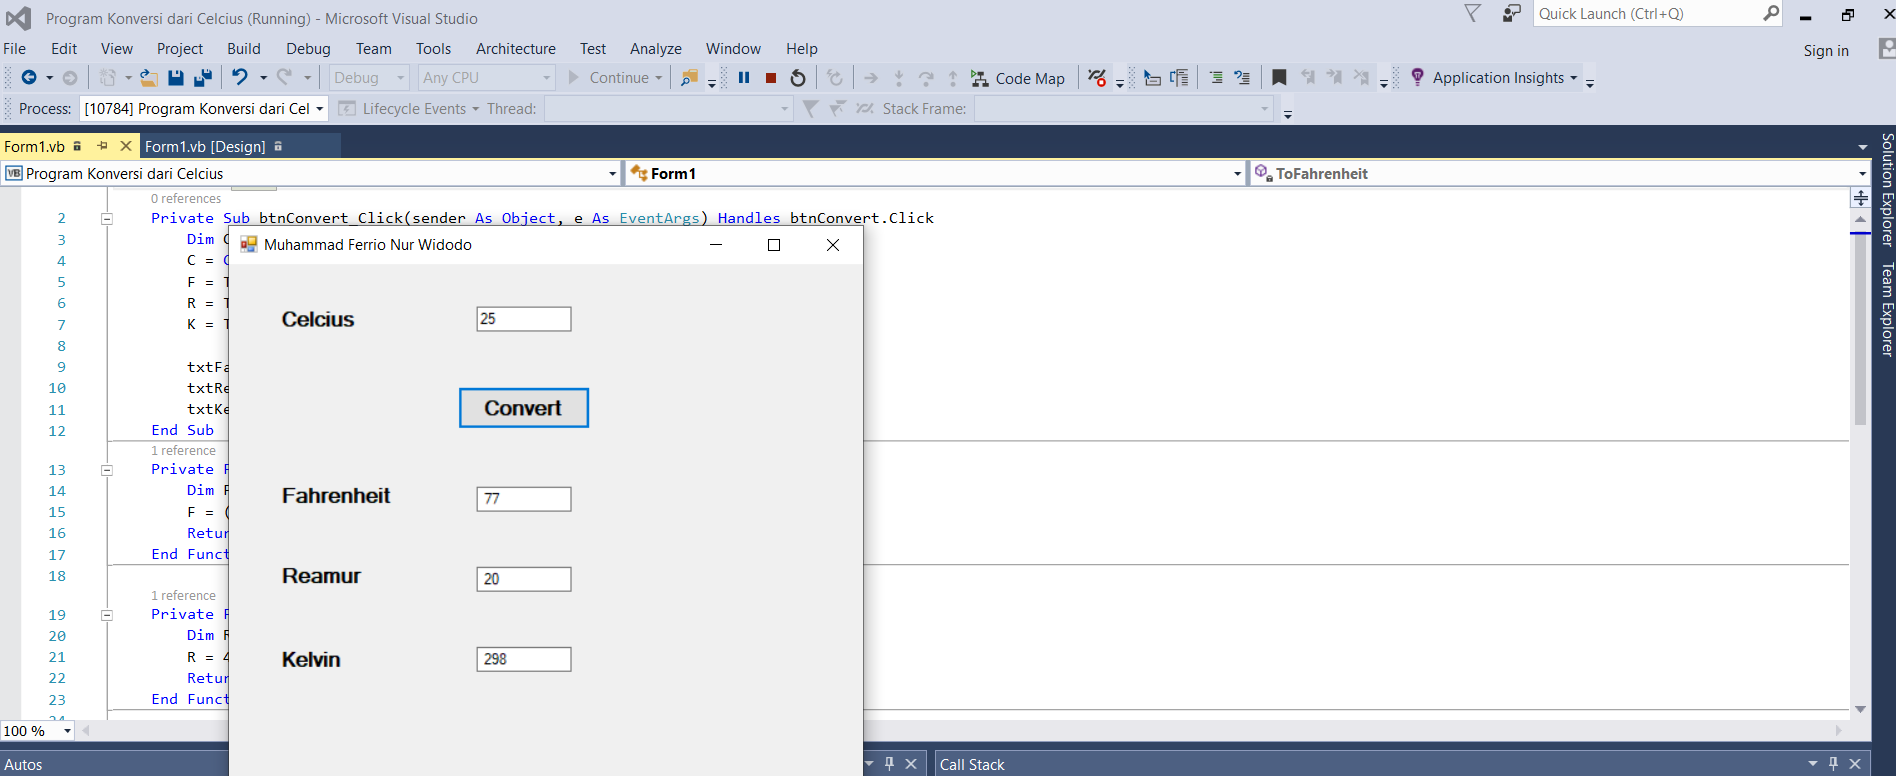 Program Konversi dari Celcius (Running) - Microsoft Visual Studio
Quick Launch (Ctrl+Q)
File Edit View Project Build Debug Team Tools Architecture Test Analyze Window Help
Sign in
Debug Any CPU Continue Code Map Application Insights
Process: [10784] Program Konversi dari Cel Lifecycle Events Thread: Stack Frame:
Form1.vb Form1.vb [Design]
VB Program Konversi dari Celcius Form1 ToFahrenheit
0 references
2 Private Sub btnConvert_Click(sender As Object, e As EventArgs) Handles btnConvert.Click
3 Dim
4 C =
5 F =
6 R =
7 K =
8
9 txtFa
10 txtRe
11 txtKe
12 End Sub
1 reference
13 Private
14 Dim
15 F = (
16 Retur
17 End Funct
18
1 reference
19 Private
20 Dim
21 R = 4
22 Retur
23 End Funct
100 %
Muhammad Ferrio Nur Widodo
Celcius 25
Convert
Fahrenheit 77
Reamur 20
Kelvin 298
Autos
Call Stack
Solution Explorer
Team Explorer